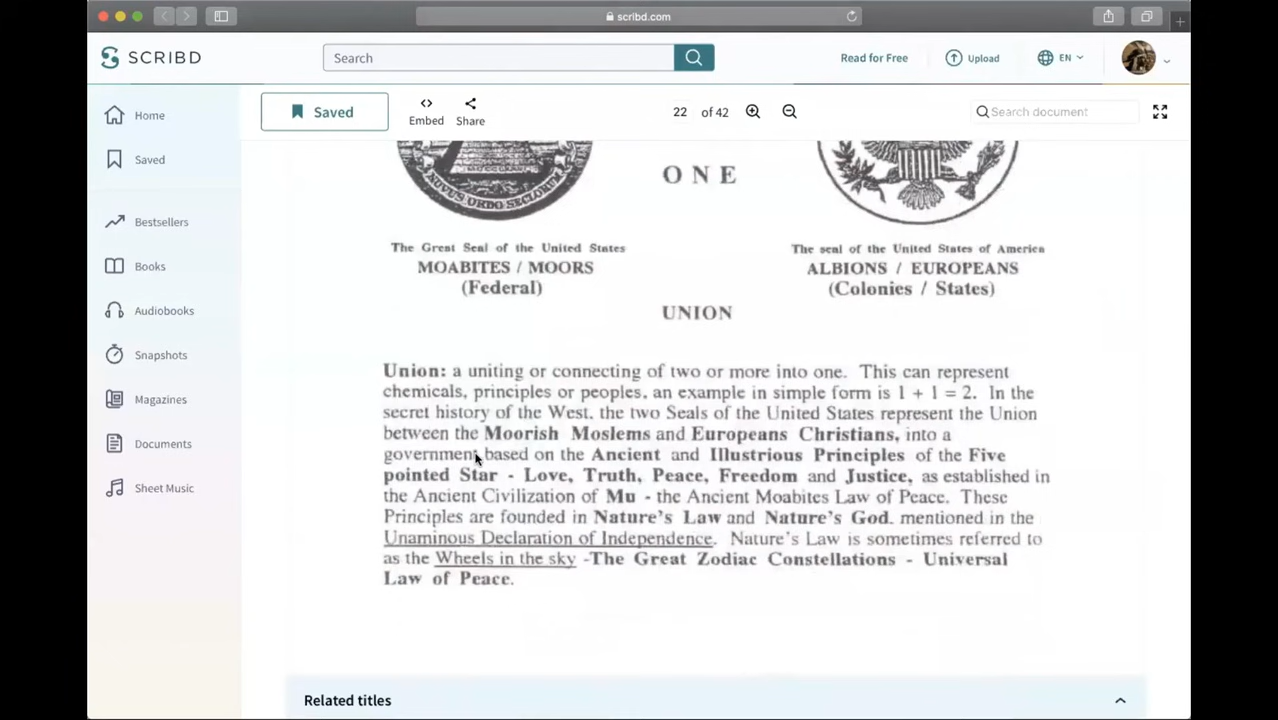 scribd.com
SCRIBD
Search
Read for Free
Upload
EN
Saved
Embed
Share
22 of 42
Search document
Home
Saved
Bestsellers
Books
Audiobooks
Snapshots
Magazines
Documents
Sheet Music
NOVUS ORDO SECLORUM
ONE
The Great Seal of the United States
MOABITES / MOORS
(Federal)
The seal of the United States of America
ALBIONS / EUROPEANS
(Colonies / States)
UNION
Union: a uniting or connecting of two or more into one. This can represent
chemicals, principles or peoples, an example in simple form is 1 + 1 = 2. In the
secret history of the West, the two Seals of the United States represent the Union
between the Moorish Moslems and Europeans Christians, into a
government based on the Ancient and Illustrious Principles of the Five
pointed Star - Love, Truth, Peace, Freedom and Justice, as established in
the Ancient Civilization of Mu - the Ancient Moabites Law of Peace. These
Principles are founded in Nature's Law and Nature's God. mentioned in the
Unaminous Declaration of Independence. Nature's Law is sometimes referred to
as the Wheels in the sky -The Great Zodiac Constellations - Universal
Law of Peace.
Related titles